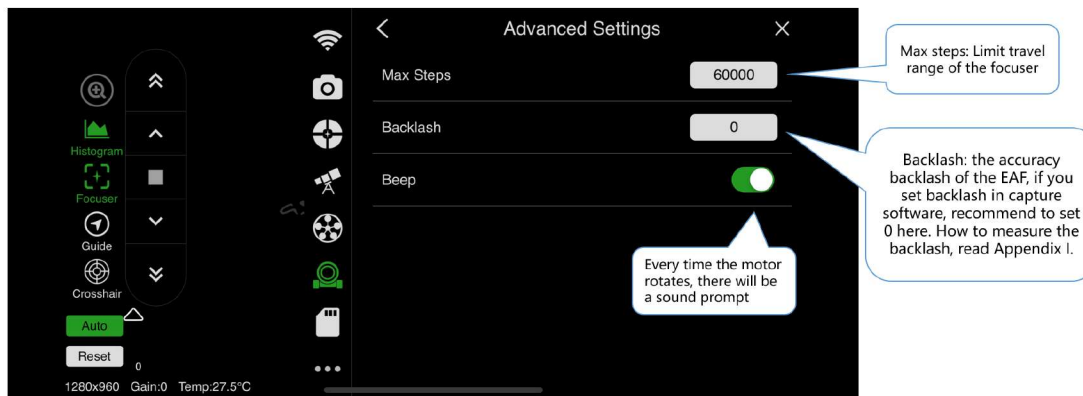 Advanced Settings
Max Steps
60000
Backlash
0
Beep
Histogram
Focuser
Guide
Crosshair
Auto
Reset
0
1280x960 Gain:0 Temp:27.5°C
Max steps: Limit travel
range of the focuser
Backlash: the accuracy
backlash of the EAF, if you
set backlash in capture
software, recommend to set
0 here. How to measure the
backlash, read Appendix I.
Every time the motor
rotates, there will be
a sound prompt